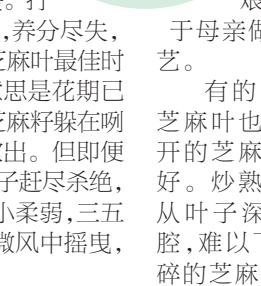 ,养分尽失,
芝麻叶最佳时
意思是花期已
芝麻籽躲在咧
欲出。但即便
子赶尽杀绝,
小柔弱,三五
微风中摇曳,
于母亲做
艺。
有的
芝麻叶也
开的芝麻
好。炒熟
从叶子深
腔,难以
碎的芝麻